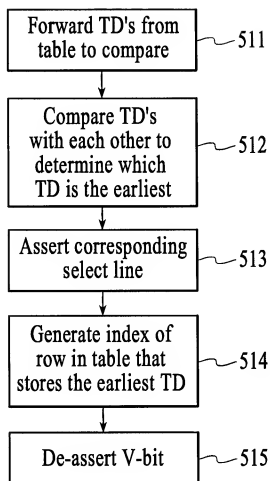 Forward TD's from
table to compare
511
Compare TD's
with each other to
determine which
TD is the earliest
512
Assert corresponding
select line
513
Generate index of
row in table that
stores the earliest TD
514
De-assert V-bit
515